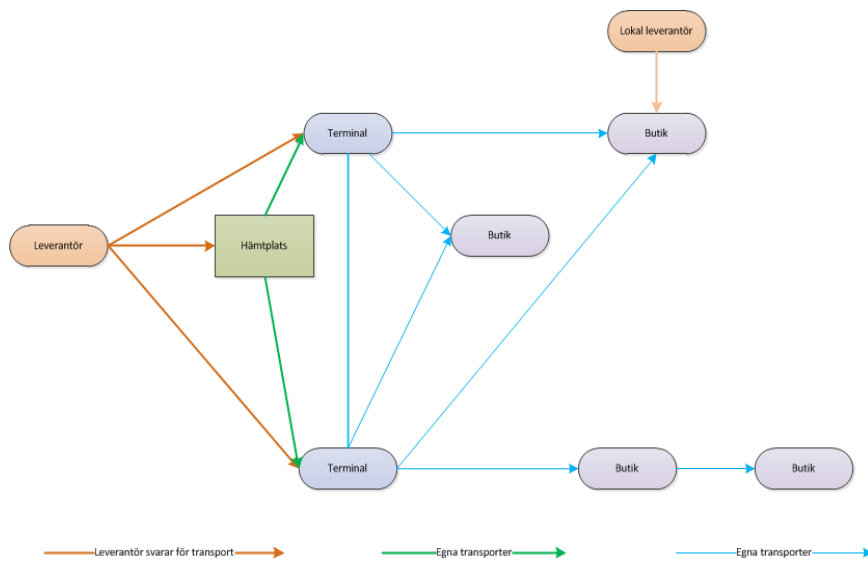 Lokal leverantör
Terminal
Butik
Leverantör
Hämtplats
Butik
Terminal
Butik
Butik
Leverantör svarar för transport
Egna transporter
Egna transporter